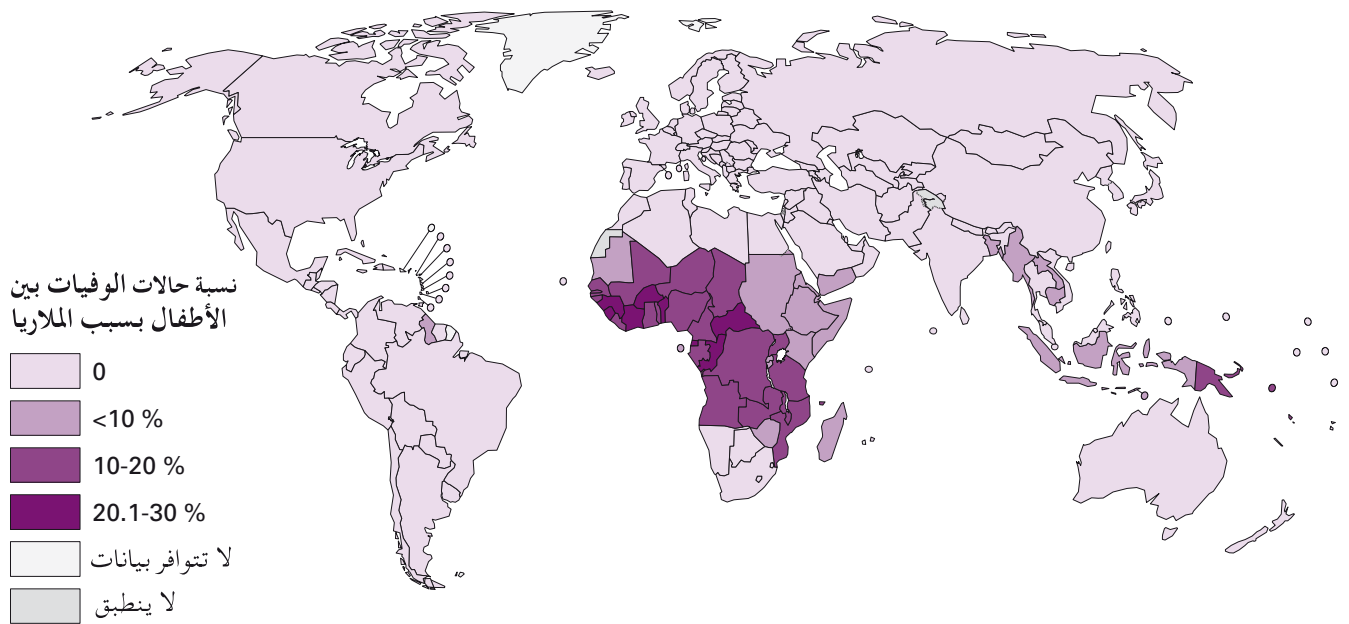 نسبة حالات الوفيات بين
الأطفال بسبب الملاريا
0
<10 %
10-20 %
20.1-30 %
لا تتوافر بيانات
لا ينطبق